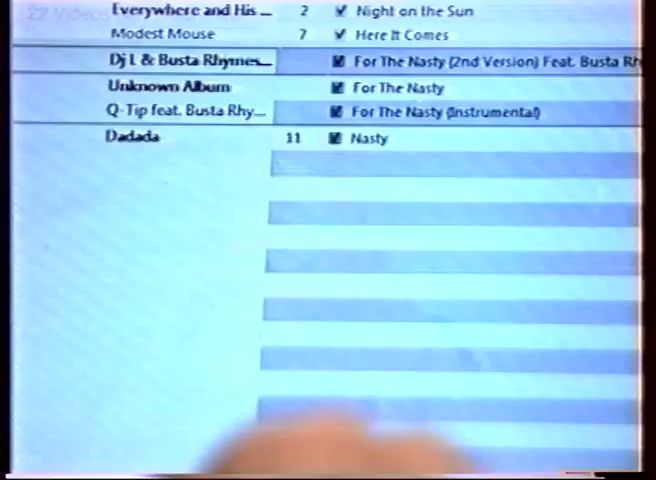 27 Videos
Everywhere and His ... 2 Night on the Sun
Modest Mouse 7 Here It Comes
Dj L & Busta Rhymes... For The Nasty (2nd Version) Feat. Busta Rh
Unknown Album For The Nasty
Q-Tip feat. Busta Rhy... For The Nasty (Instrumental)
Dadada 11 Nasty